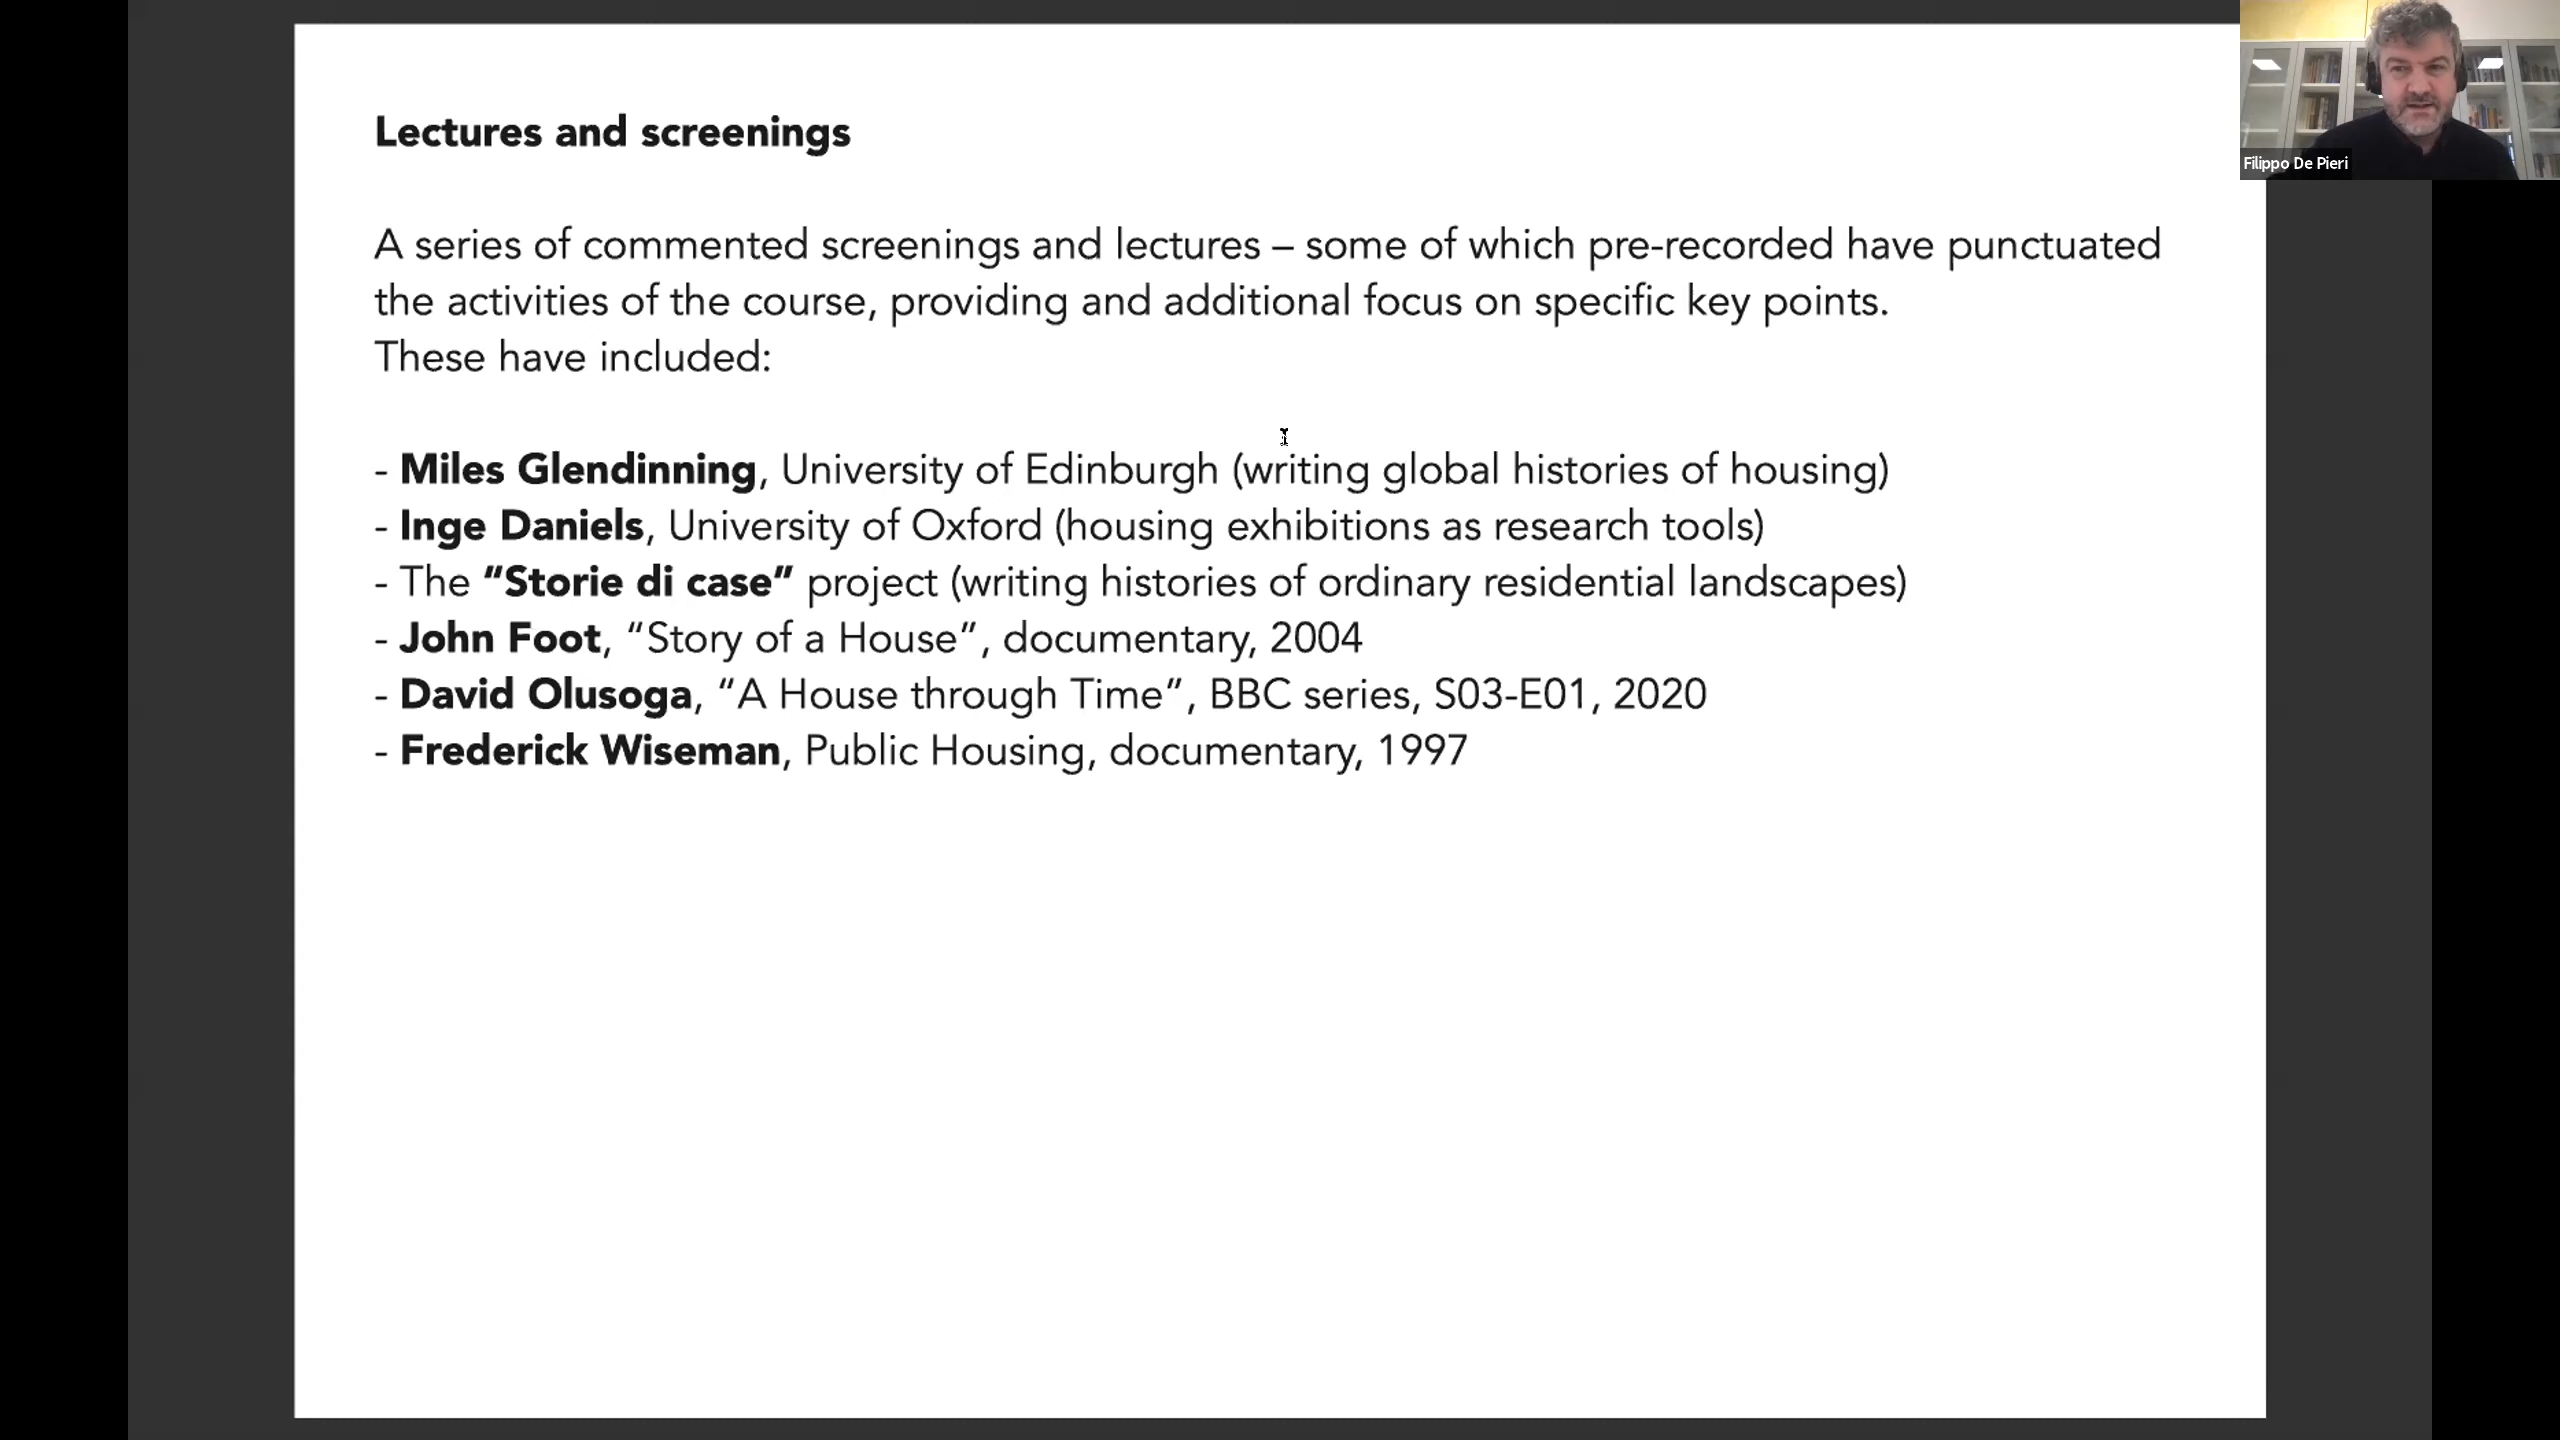 Lectures and screenings
A series of commented screenings and lectures – some of which pre-recorded have punctuated
the activities of the course, providing and additional focus on specific key points.
These have included:
- Miles Glendinning, University of Edinburgh (writing global histories of housing)
- Inge Daniels, University of Oxford (housing exhibitions as research tools)
- The “Storie di case” project (writing histories of ordinary residential landscapes)
- John Foot, “Story of a House”, documentary, 2004
- David Olusoga, “A House through Time”, BBC series, S03-E01, 2020
- Frederick Wiseman, Public Housing, documentary, 1997
Filippo De Pieri